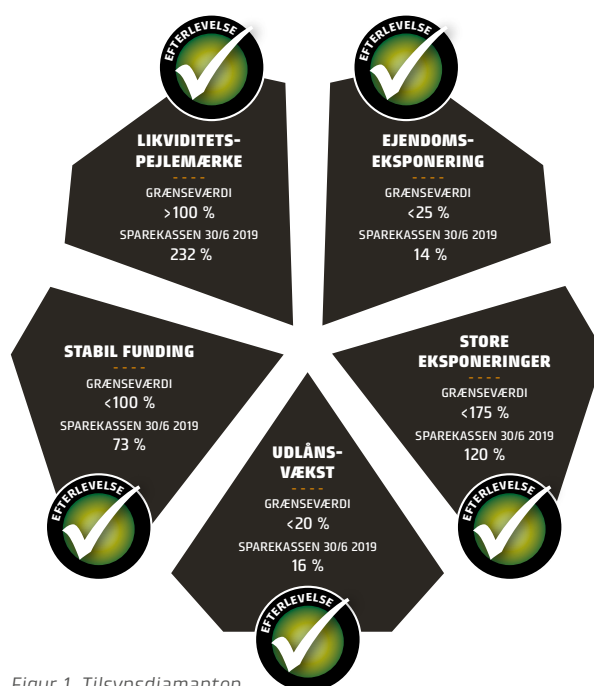 EFTERLEVELSE
LIKVIDITETS-
PEJLEMÆRKE
GRÆNSEVÆRDI
>100 %
SPAREKASSEN 30/6 2019
232 %
EFTERLEVELSE
EJENDOMS-
EKSPONERING
GRÆNSEVÆRDI
<25 %
SPAREKASSEN 30/6 2019
14 %
STABIL FUNDING
GRÆNSEVÆRDI
<100 %
SPAREKASSEN 30/6 2019
73 %
EFTERLEVELSE
STORE
EKSPONERINGER
GRÆNSEVÆRDI
<175 %
SPAREKASSEN 30/6 2019
120 %
EFTERLEVELSE
UDLÅNS-
VÆKST
GRÆNSEVÆRDI
<20 %
SPAREKASSEN 30/6 2019
16 %
EFTERLEVELSE
Figur 1. Tilsynsdiamanten